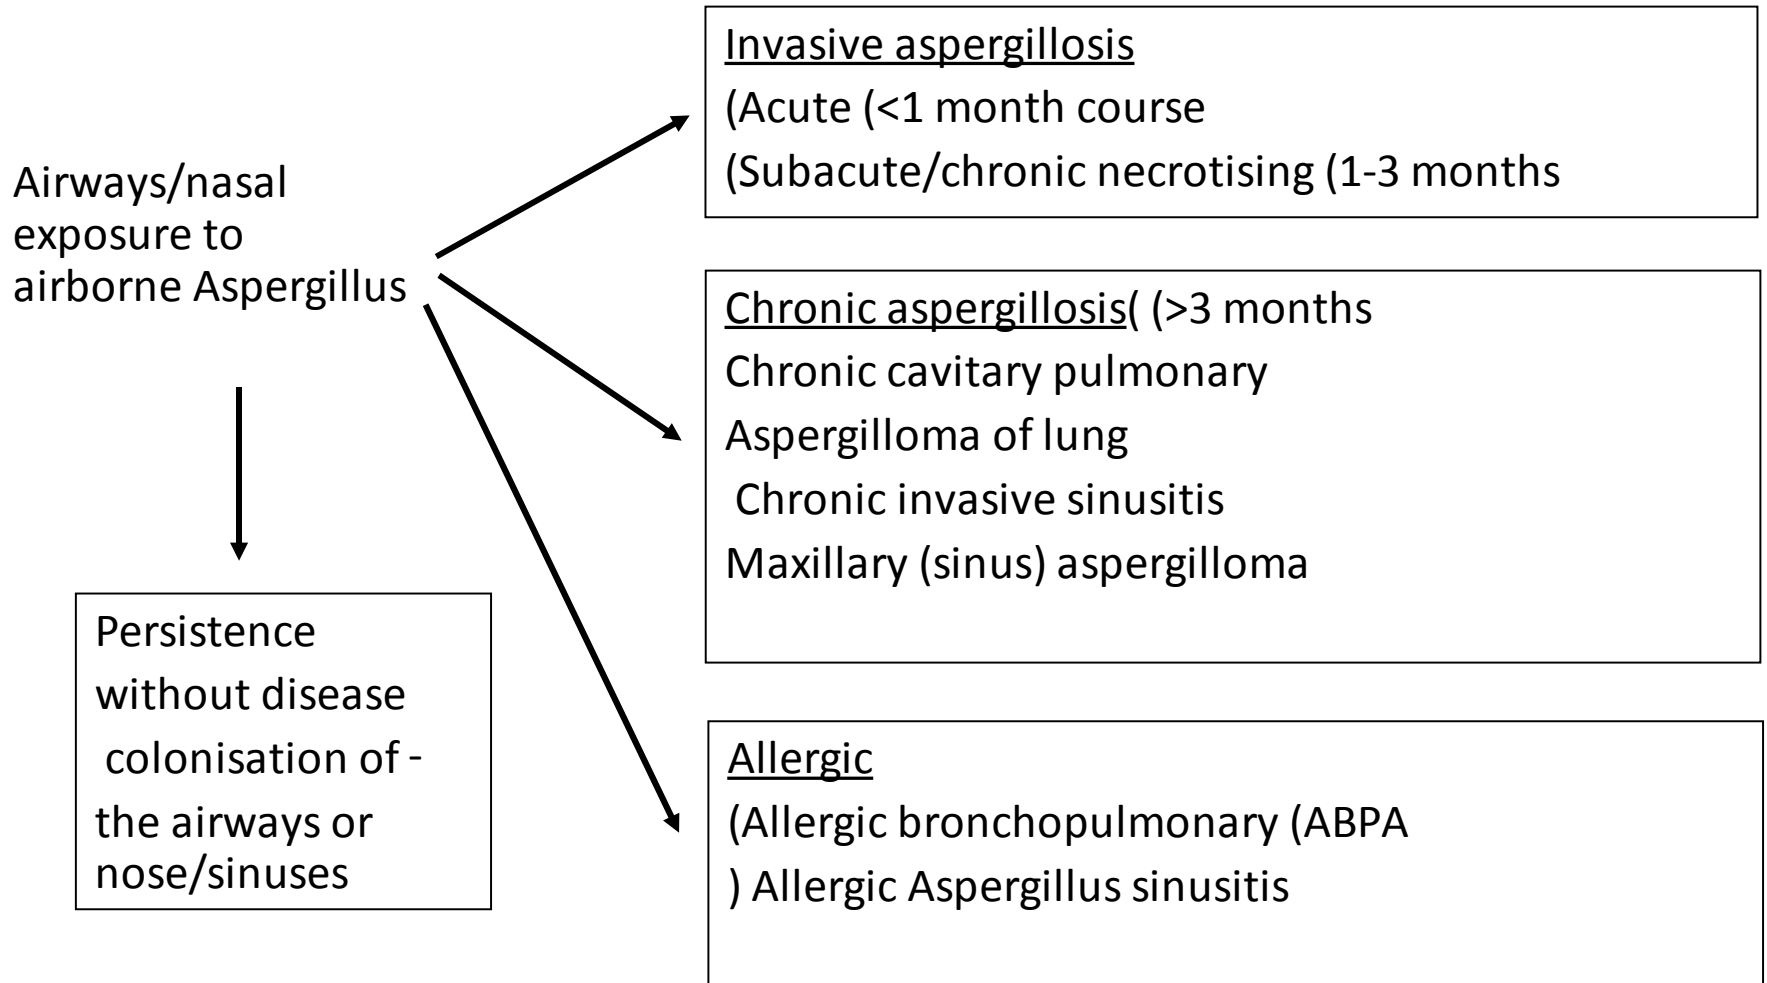 Airways/nasal
exposure to
airborne Aspergillus
Persistence
without disease
colonisation of -
the airways or
nose/sinuses
Invasive aspergillosis
(Acute (<1 month course
(Subacute/chronic necrotising (1-3 months
Chronic aspergillosis( (>3 months
Chronic cavitary pulmonary
Aspergilloma of lung
Chronic invasive sinusitis
Maxillary (sinus) aspergilloma
Allergic
(Allergic bronchopulmonary (ABPA
) Allergic Aspergillus sinusitis